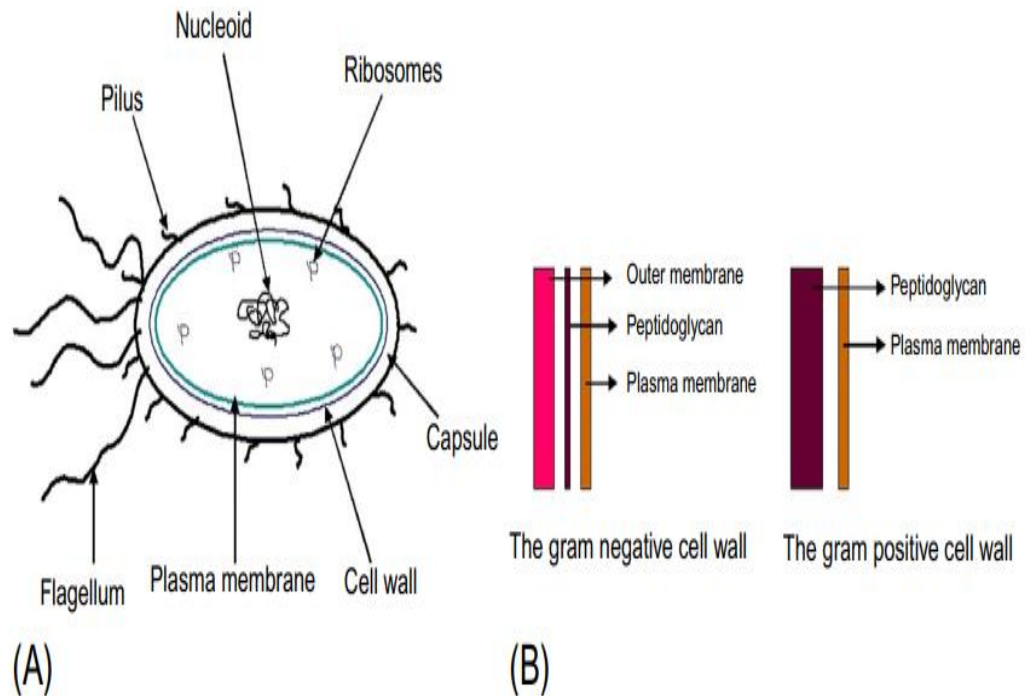 Nucleoid
Ribosomes
Pilus
p
p
p
p
p
Capsule
Flagellum
Plasma membrane
Cell wall
(A)
Outer membrane
Peptidoglycan
Plasma membrane
The gram negative cell wall
Peptidoglycan
Plasma membrane
The gram positive cell wall
(B)